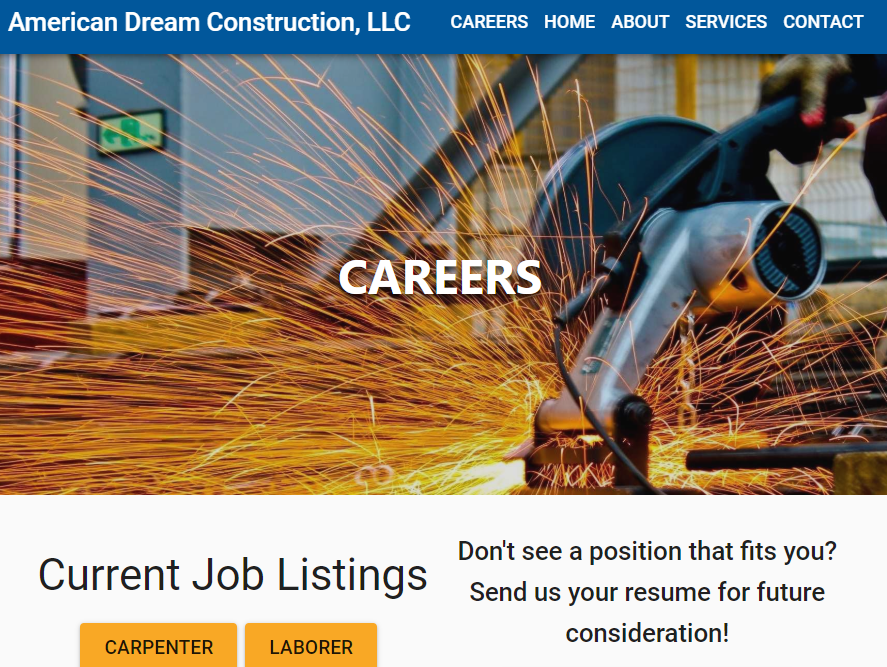 American Dream Construction, LLC
CAREERS HOME ABOUT SERVICES CONTACT
CAREERS
Current Job Listings
CARPENTER LABORER
Don't see a position that fits you?
Send us your resume for future
consideration!